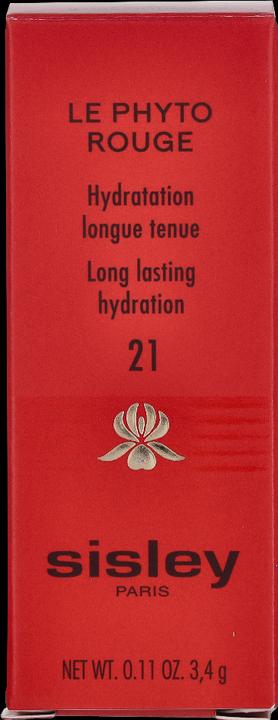 LE PHYTO
ROUGE
Hydratation
longue tenue
Long lasting
hydration
21
sisley
PARIS
NET WT. 0.11 OZ. 3,4 g